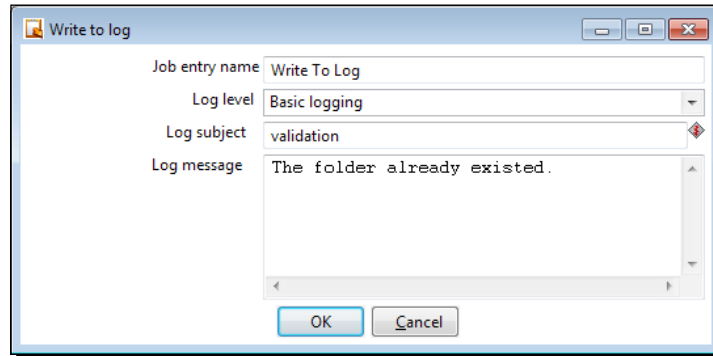 Write to log
Job entry name Write To Log
Log level Basic logging
Log subject validation
Log message The folder already existed.
OK Cancel